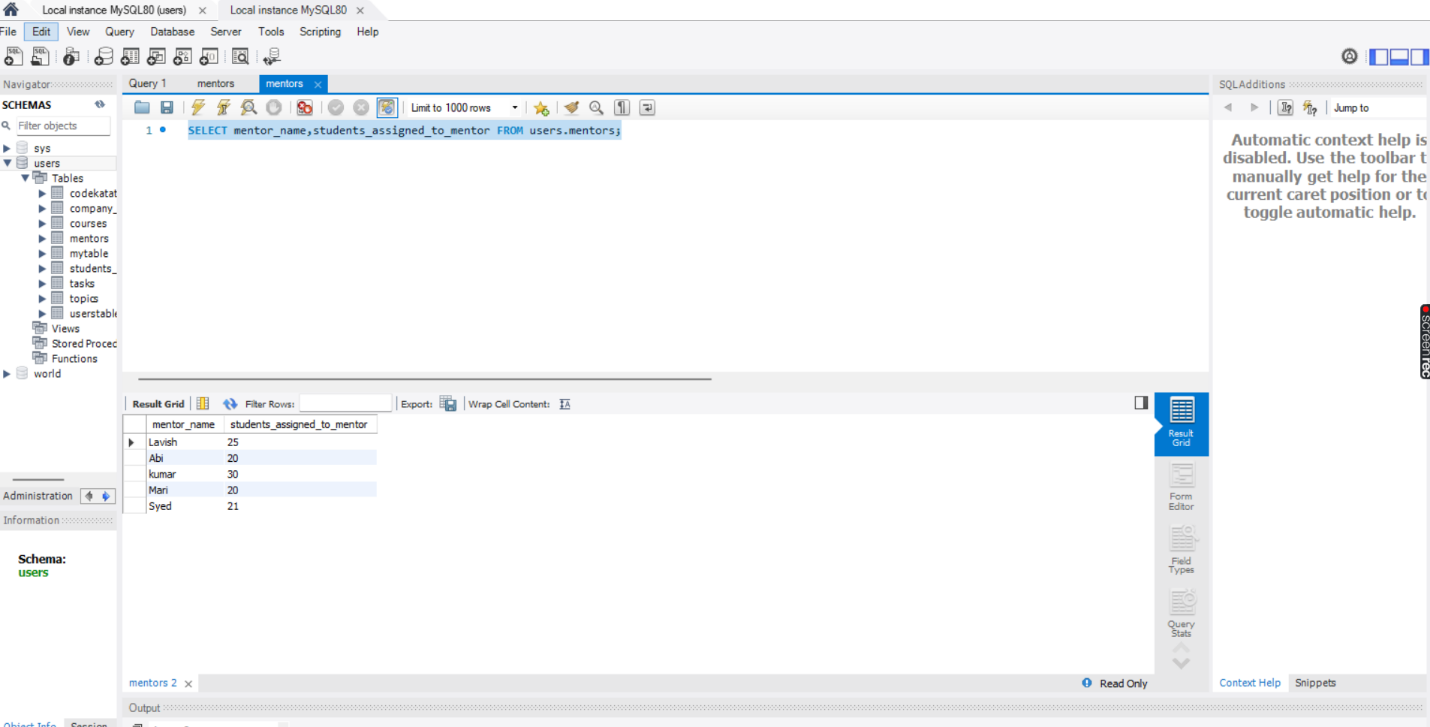 Local instance MySQL80 (users) Local instance MySQL80
File Edit View Query Database Server Tools Scripting Help
Navigator
SCHEMAS
Filter objects
sys
users
Tables
codekatat
company_
courses
mentors
mytable
students_
tasks
topics
userstable
Views
Stored Proced
Functions
world
Administration
Information
Schema:
users
Object Info Session
Query 1 mentors mentors
Limit to 1000 rows
1 SELECT mentor_name,students_assigned_to_mentor FROM users.mentors;
Result Grid Filter Rows: Export: Wrap Cell Content:
mentor_name students_assigned_to_mentor
Lavish 25
Abi 20
kumar 30
Mari 20
Syed 21
Result
Grid
Form
Editor
Field
Types
Query
Stats
mentors 2 Read Only
Output
SQLAdditions
Jump to
Automatic context help is
disabled. Use the toolbar t
manually get help for the
current caret position or to
toggle automatic help.
Context Help Snippets
screenrec